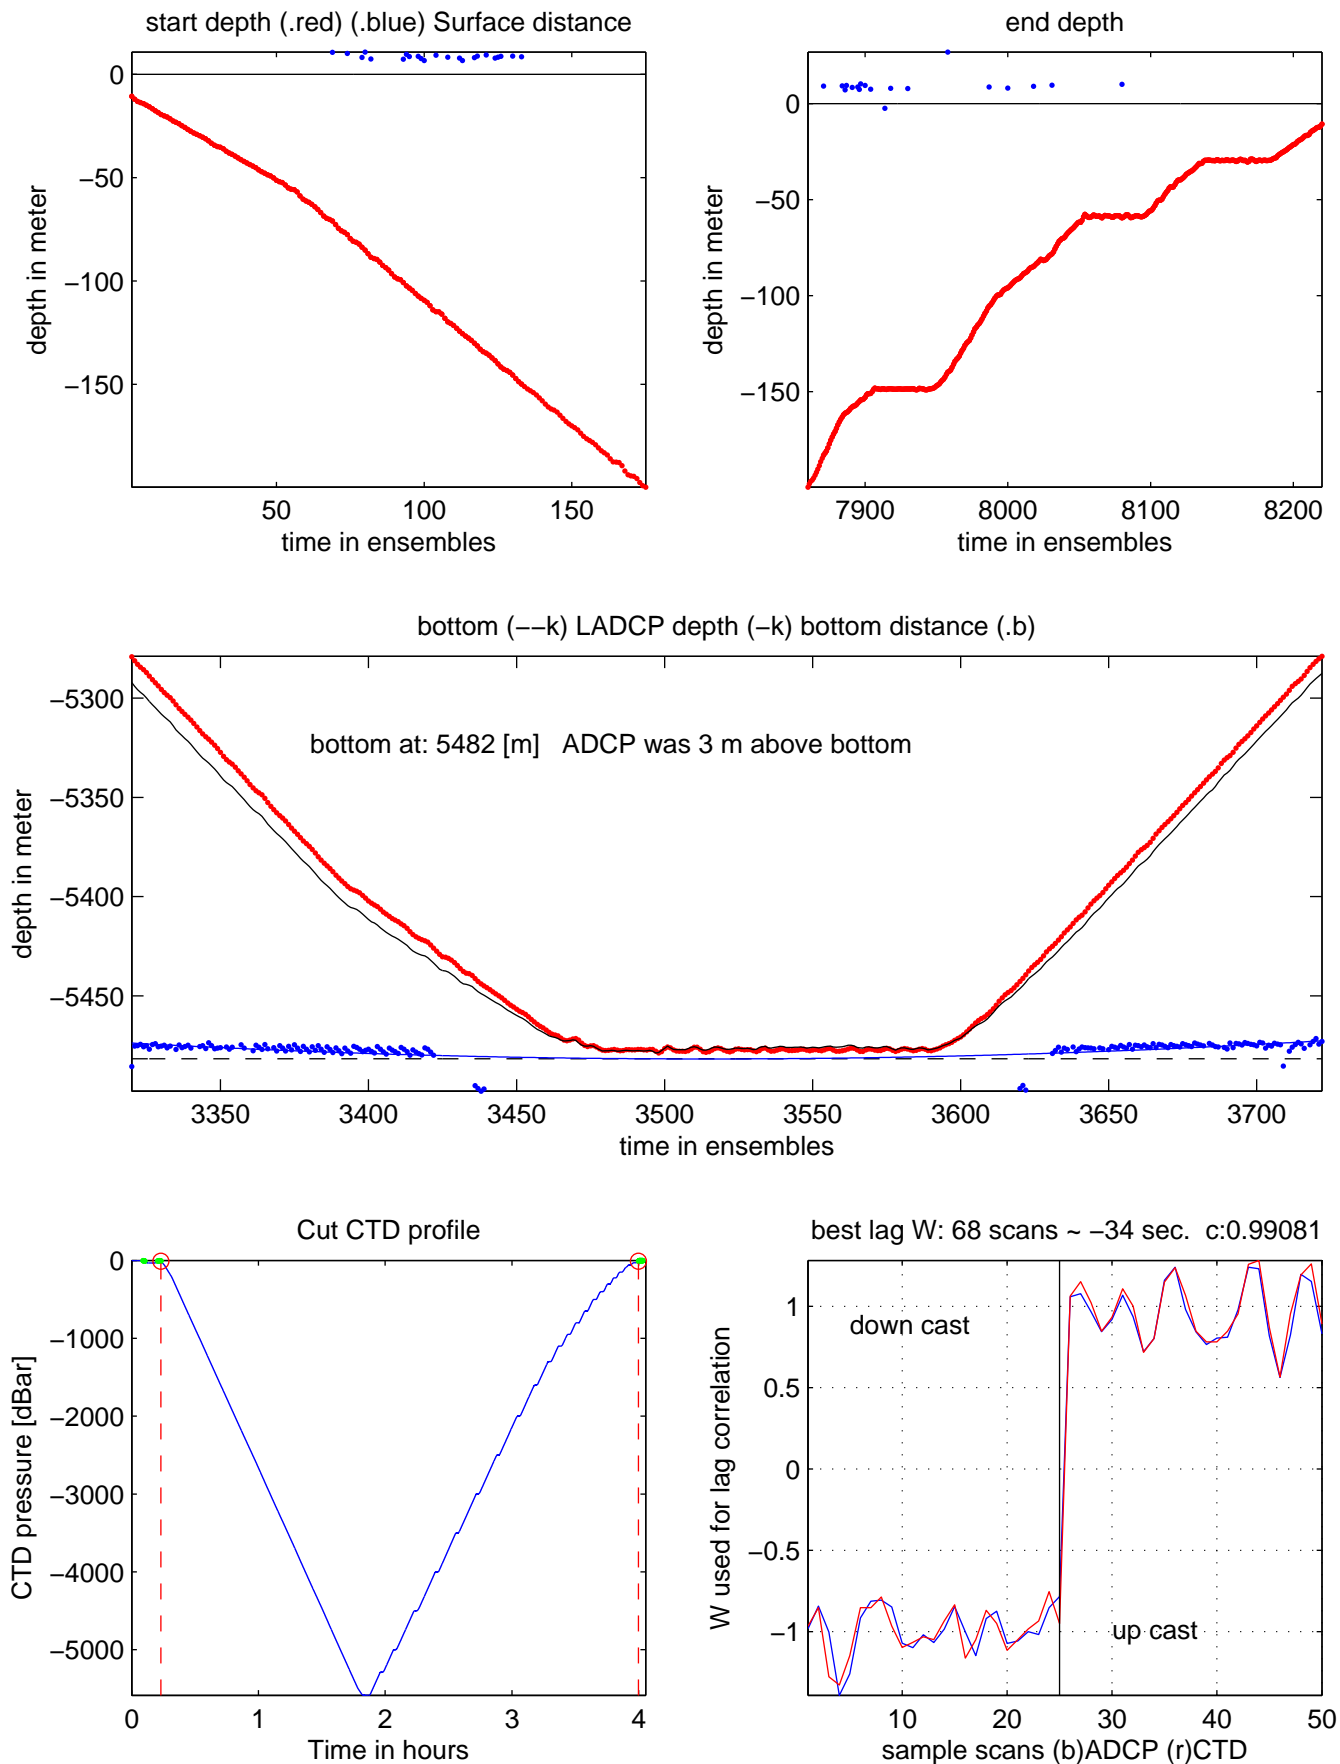 start depth (.red) (.blue) Surface distance
end depth
0
−50
−100
−150
depth in meter
50
100
150
time in ensembles
0
−50
−100
−150
depth in meter
7900
8000
8100
8200
time in ensembles
bottom (−−k) LADCP depth (−k) bottom distance (.b)
−5300
−5350
−5400
−5450
depth in meter
bottom at: 5482 [m]   ADCP was 3 m above bottom
3350
3400
3450
3500
3550
3600
3650
3700
time in ensembles
Cut CTD profile
0
−1000
−2000
−3000
−4000
−5000
CTD pressure [dBar]
0
1
2
3
4
Time in hours
best lag W: 68 scans ~ −34 sec.  c:0.99081
1
0.5
0
−0.5
−1
W used for lag correlation
down cast
up cast
10
20
30
40
50
sample scans (b)ADCP (r)CTD